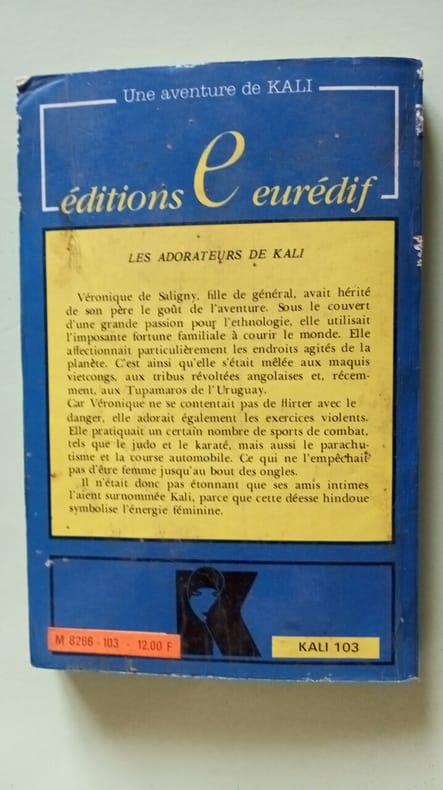 Une aventure de KALI
éditions e eurédif
LES ADORATEURS DE KALI
Véronique de Saligny, fille de général, avait hérité
de son père le goût de l'aventure. Sous le couvert
d'une grande passion pour l'ethnologie, elle utilisait
l'imposante fortune familiale à courir le monde. Elle
affectionnait particulièrement les endroits agités de la
planète. C'est ainsi qu'elle s'était mêlée aux maquis
vietcongs, aux tribus révoltées angolaises et, récem-
ment, aux Tupamaros de l'Uruguay.
Car Véronique ne se contentait pas de flirter avec le
danger, elle adorait également les exercices violents.
Elle pratiquait un certain nombre de sports de combat,
tels que le judo et le karaté, mais aussi le parachu-
tisme et la course automobile. Ce qui ne l'empêchait
pas d'être femme jusqu'au bout des ongles.
Il n'était donc pas étonnant que ses amis intimes
l'aient surnommée Kali, parce que cette déesse hindoue
symbolise l'énergie féminine.
K
M 8266 - 103 - 12,00 F
KALI 103